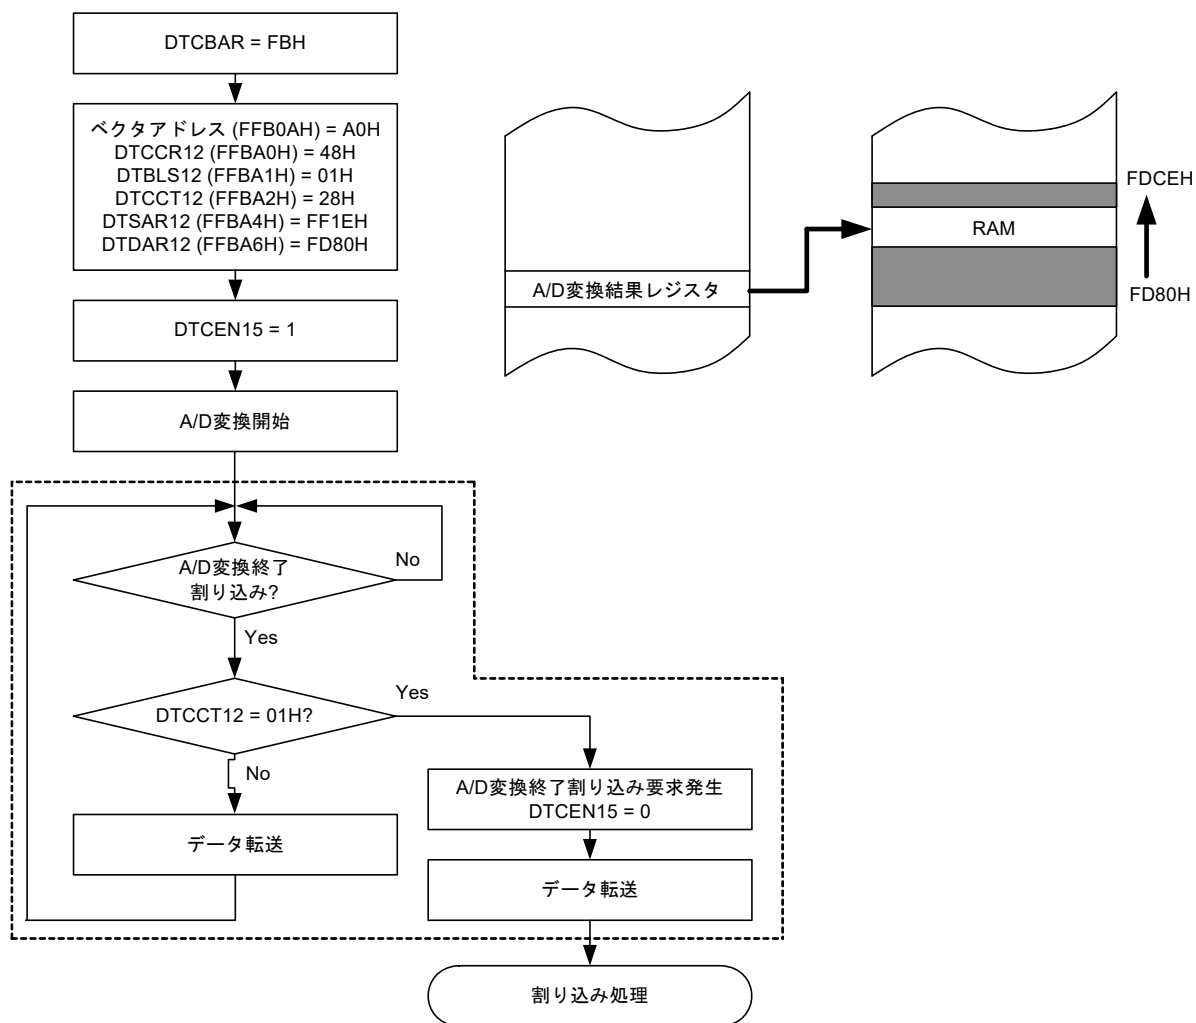 DTCBAR = FBH
ベクタアドレス (FFB0AH) = A0H
DTCCR12 (FFBA0H) = 48H
DTBLS12 (FFBA1H) = 01H
DTCCT12 (FFBA2H) = 28H
DTSAR12 (FFBA4H) = FF1EH
DTDAR12 (FFBA6H) = FD80H
DTCEN15 = 1
A/D変換開始
A/D変換終了
割り込み?
No
Yes
DTCCT12 = 01H?
Yes
No
データ転送
A/D変換終了割り込み要求発生
DTCEN15 = 0
データ転送
割り込み処理
A/D変換結果レジスタ
RAM
FDCEH
FD80H